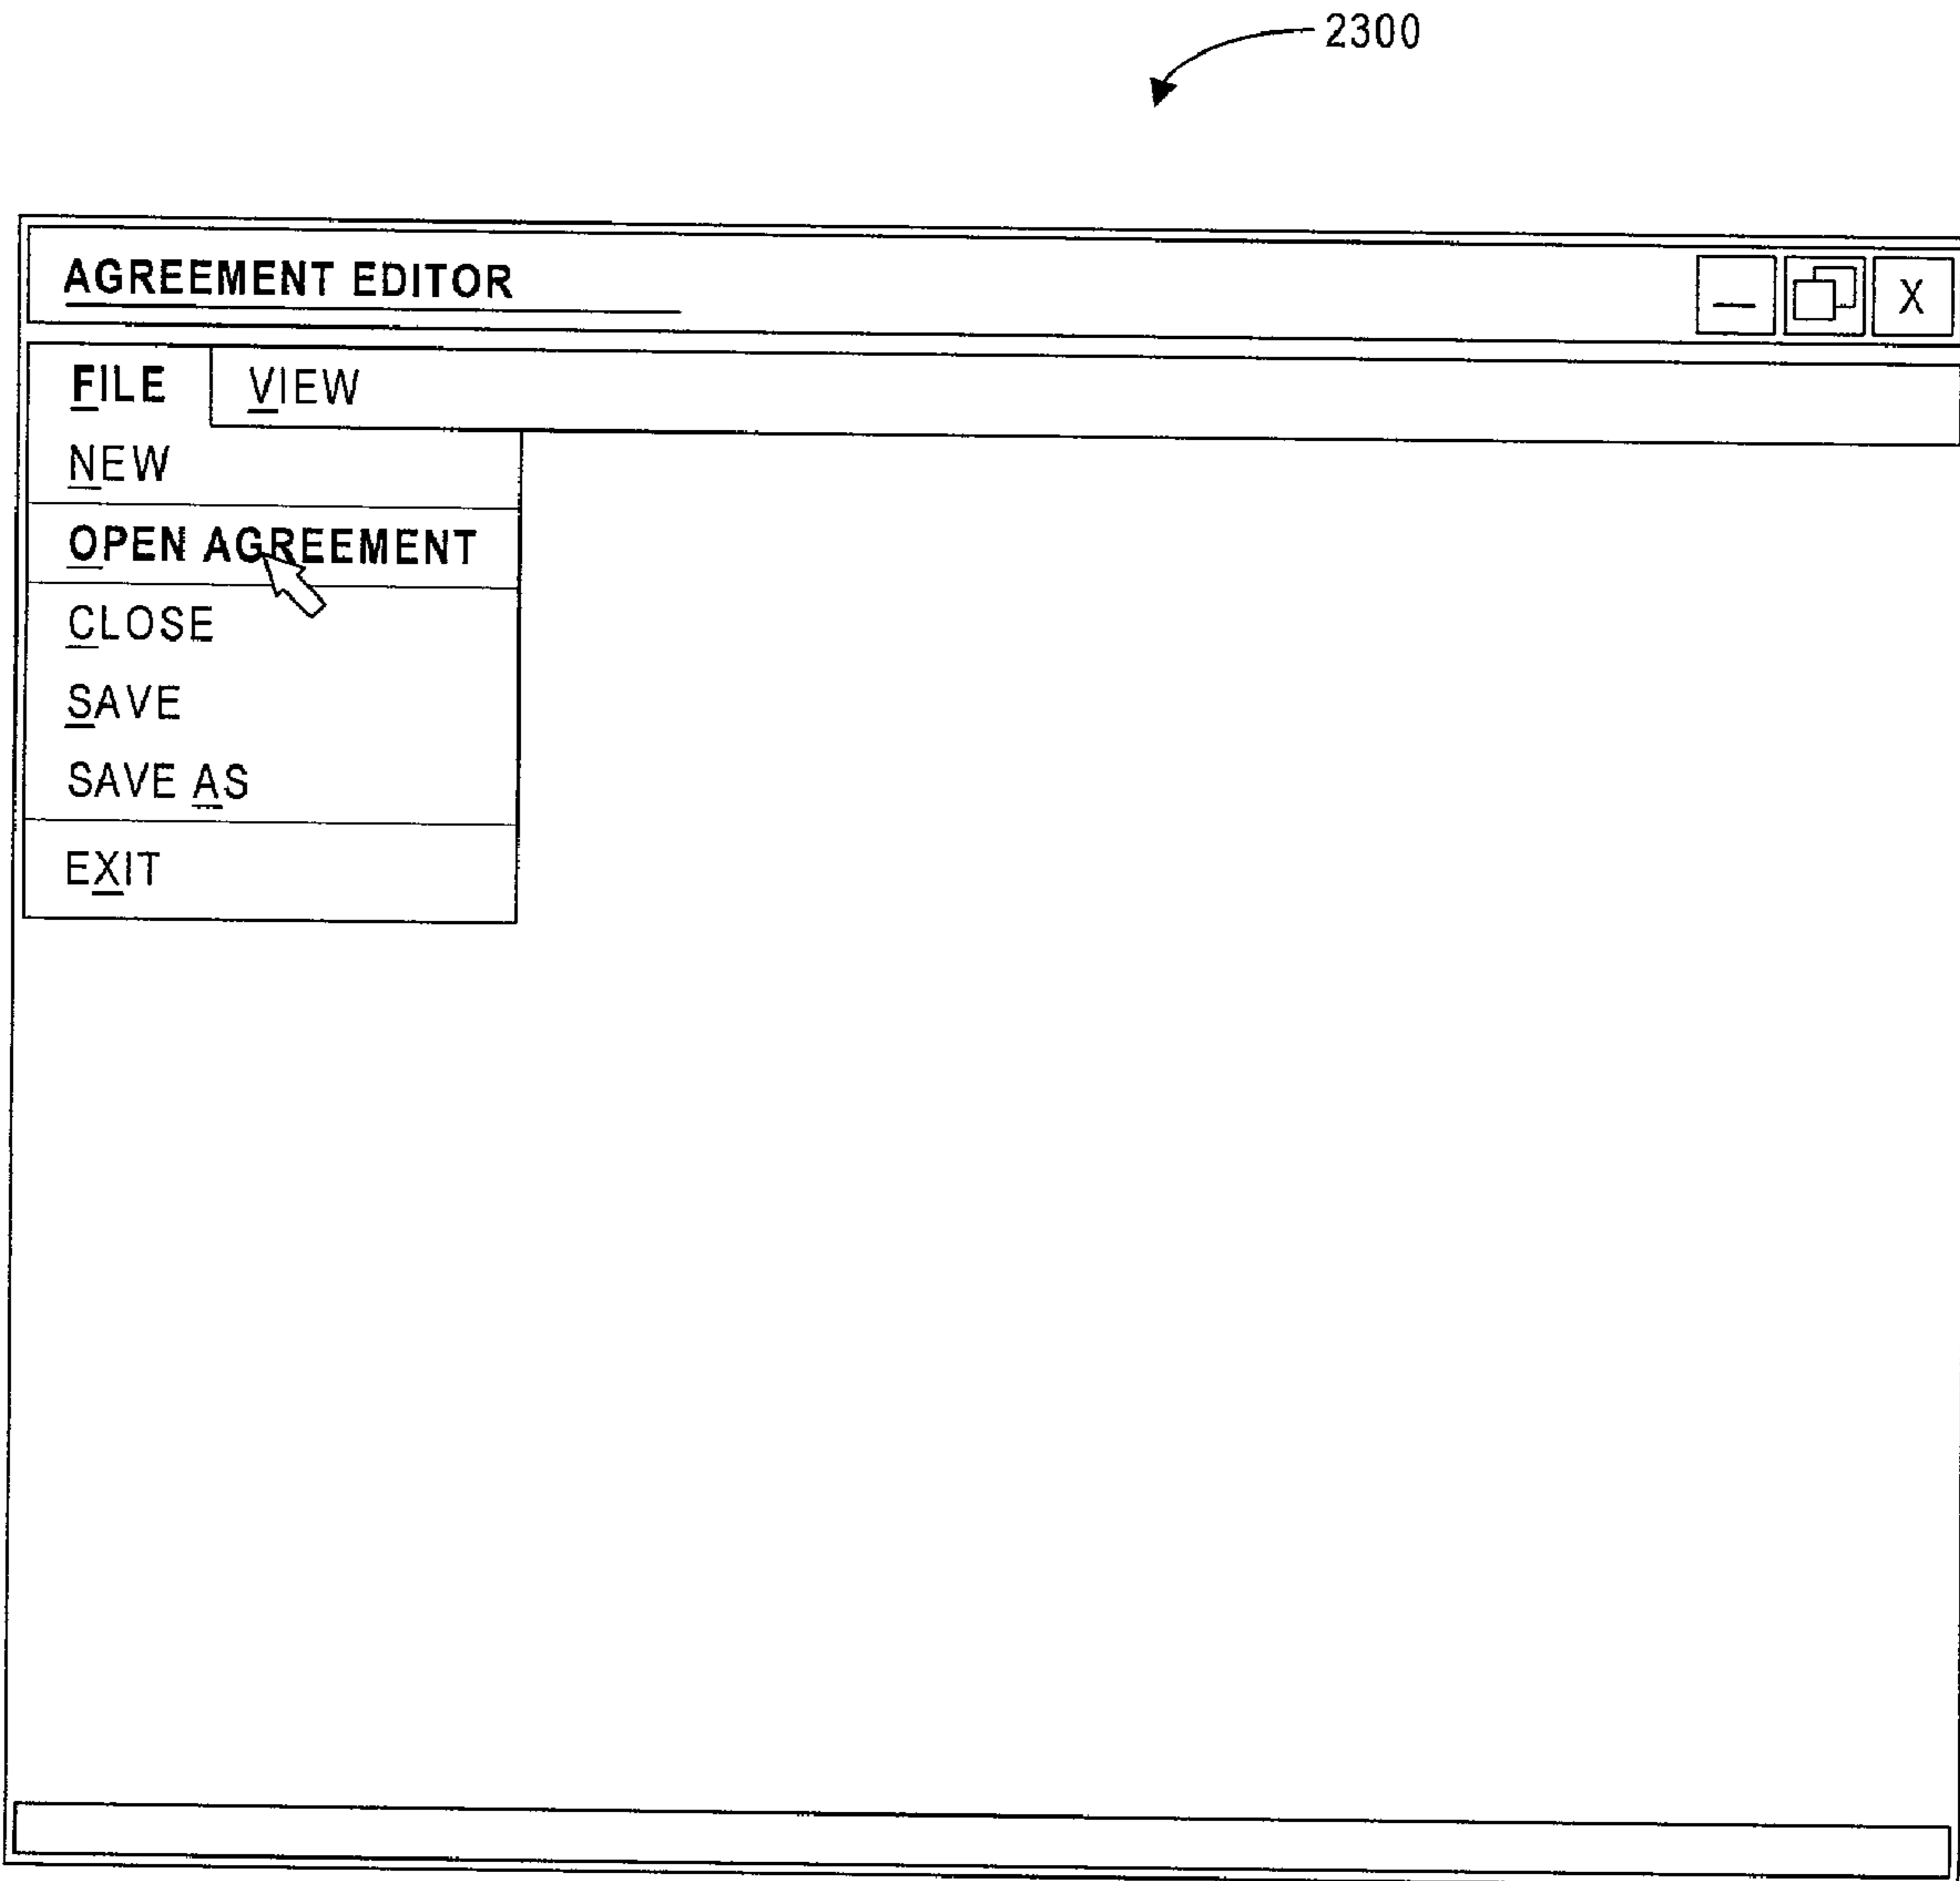 2300
AGREEMENT EDITOR
X
FILE VIEW
NEW
OPEN AGREEMENT
CLOSE
SAVE
SAVE AS
EXIT